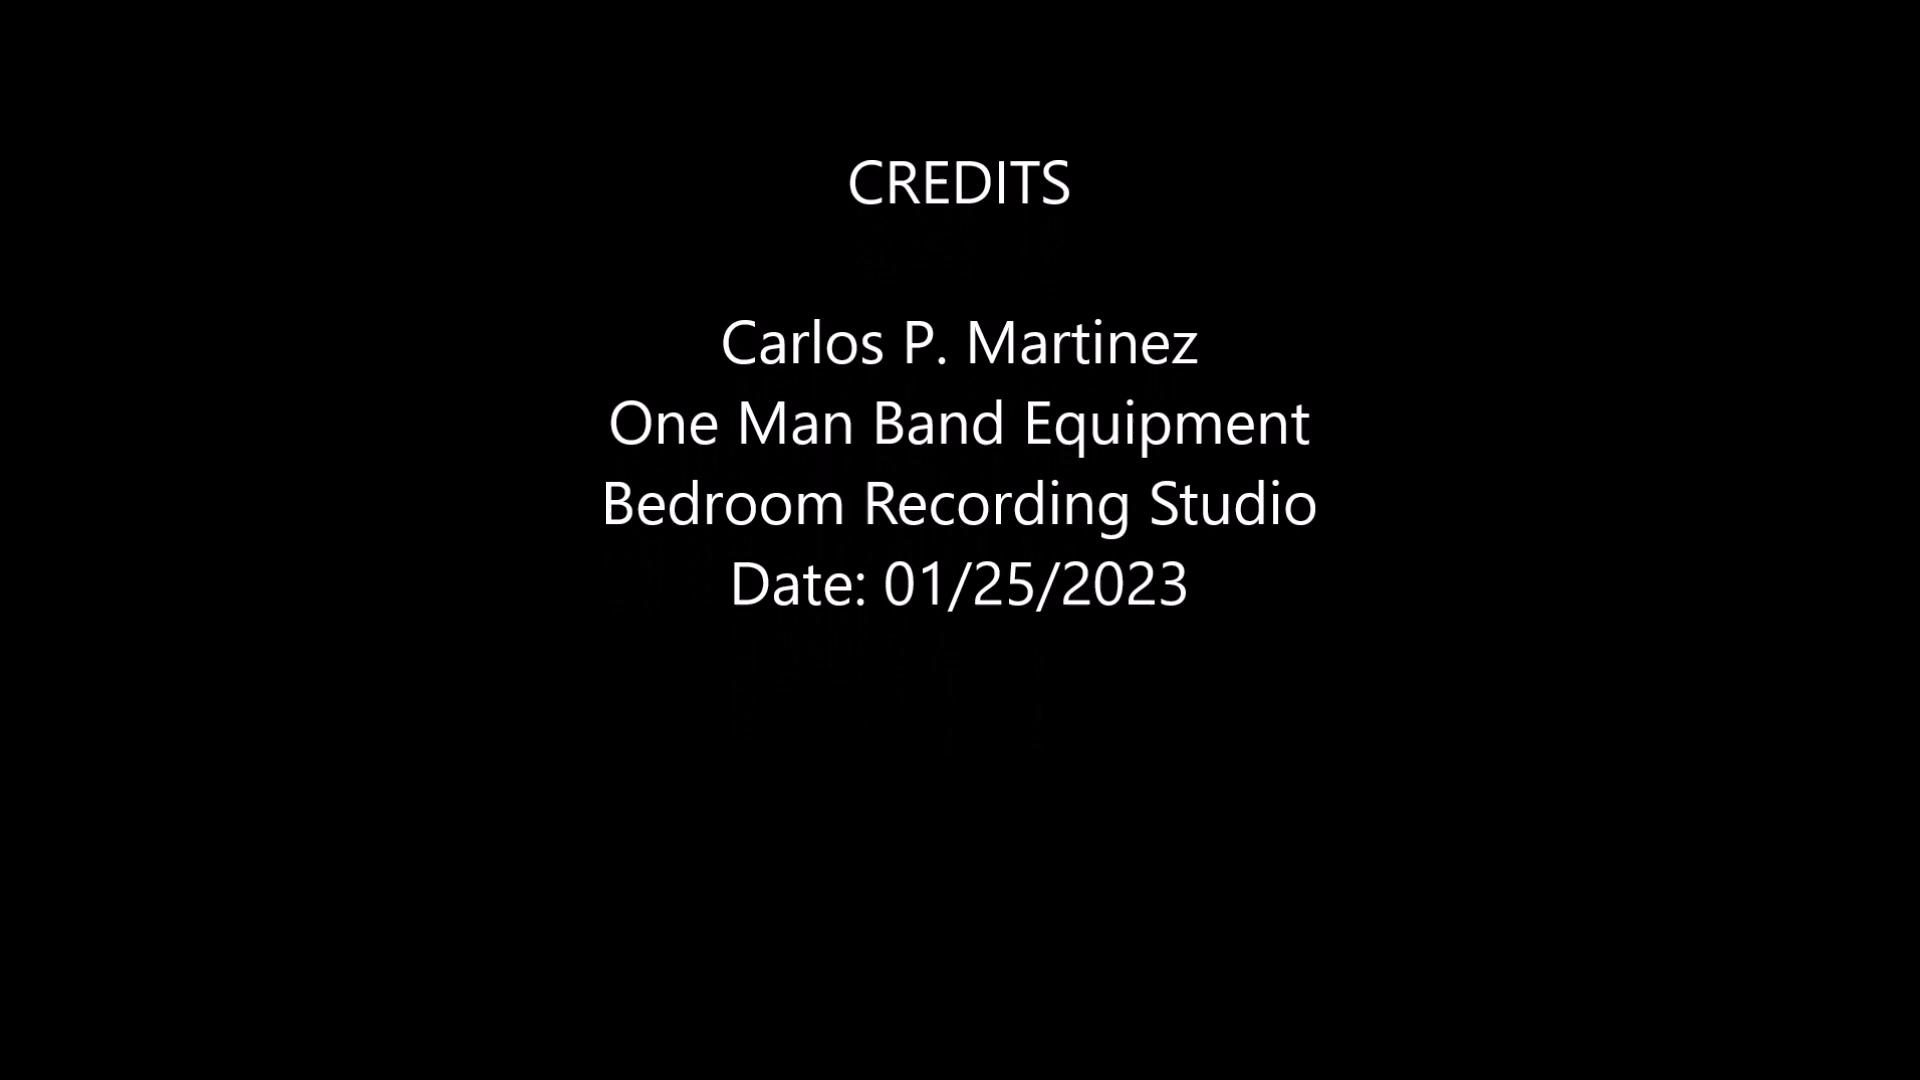 CREDITS
Carlos P. Martinez
One Man Band Equipment
Bedroom Recording Studio
Date: 01/25/2023